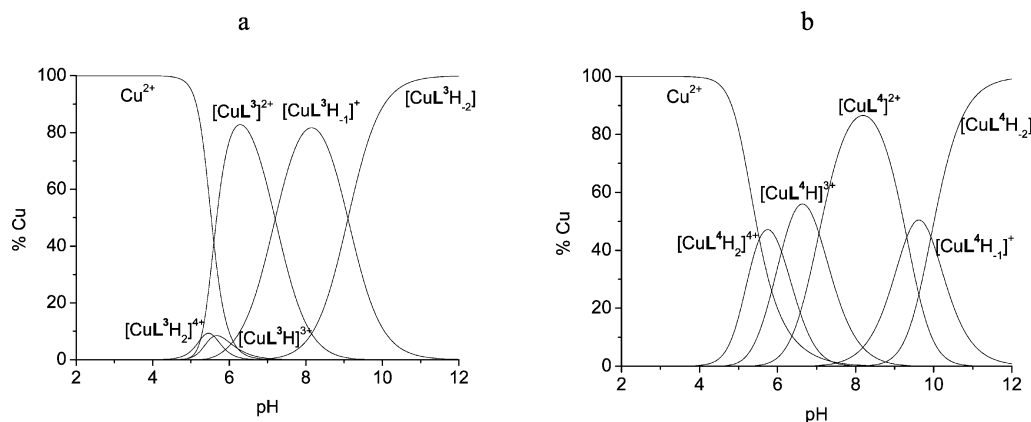 a
b
100
80
60
40
20
0
% Cu
2
4
6
8
10
12
pH
Cu²⁺
[CuL³]²⁺
[CuL³H₋₁]⁺
[CuL³H₋₂]
[CuL³H₂]⁴⁺
[CuL³H]³⁺
100
80
60
40
20
0
% Cu
2
4
6
8
10
12
pH
Cu²⁺
[CuL⁴]²⁺
[CuL⁴H₋₂]
[CuL⁴H]³⁺
[CuL⁴H₂]⁴⁺
[CuL⁴H₋₁]⁺